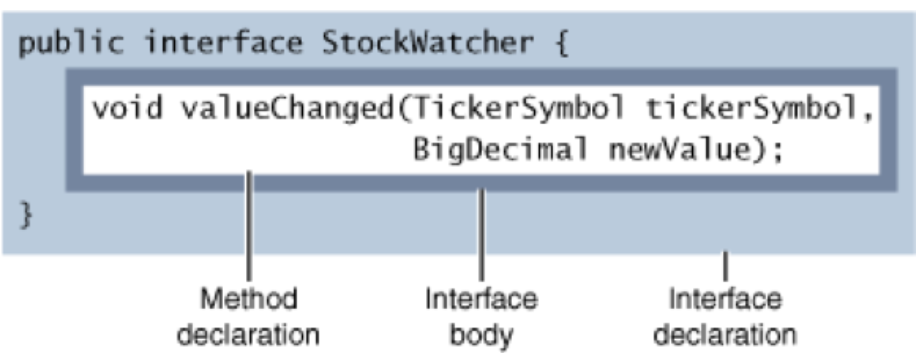 public interface StockWatcher {
void valueChanged(TickerSymbol tickerSymbol,
BigDecimal newValue);
}
Method declaration
Interface body
Interface declaration